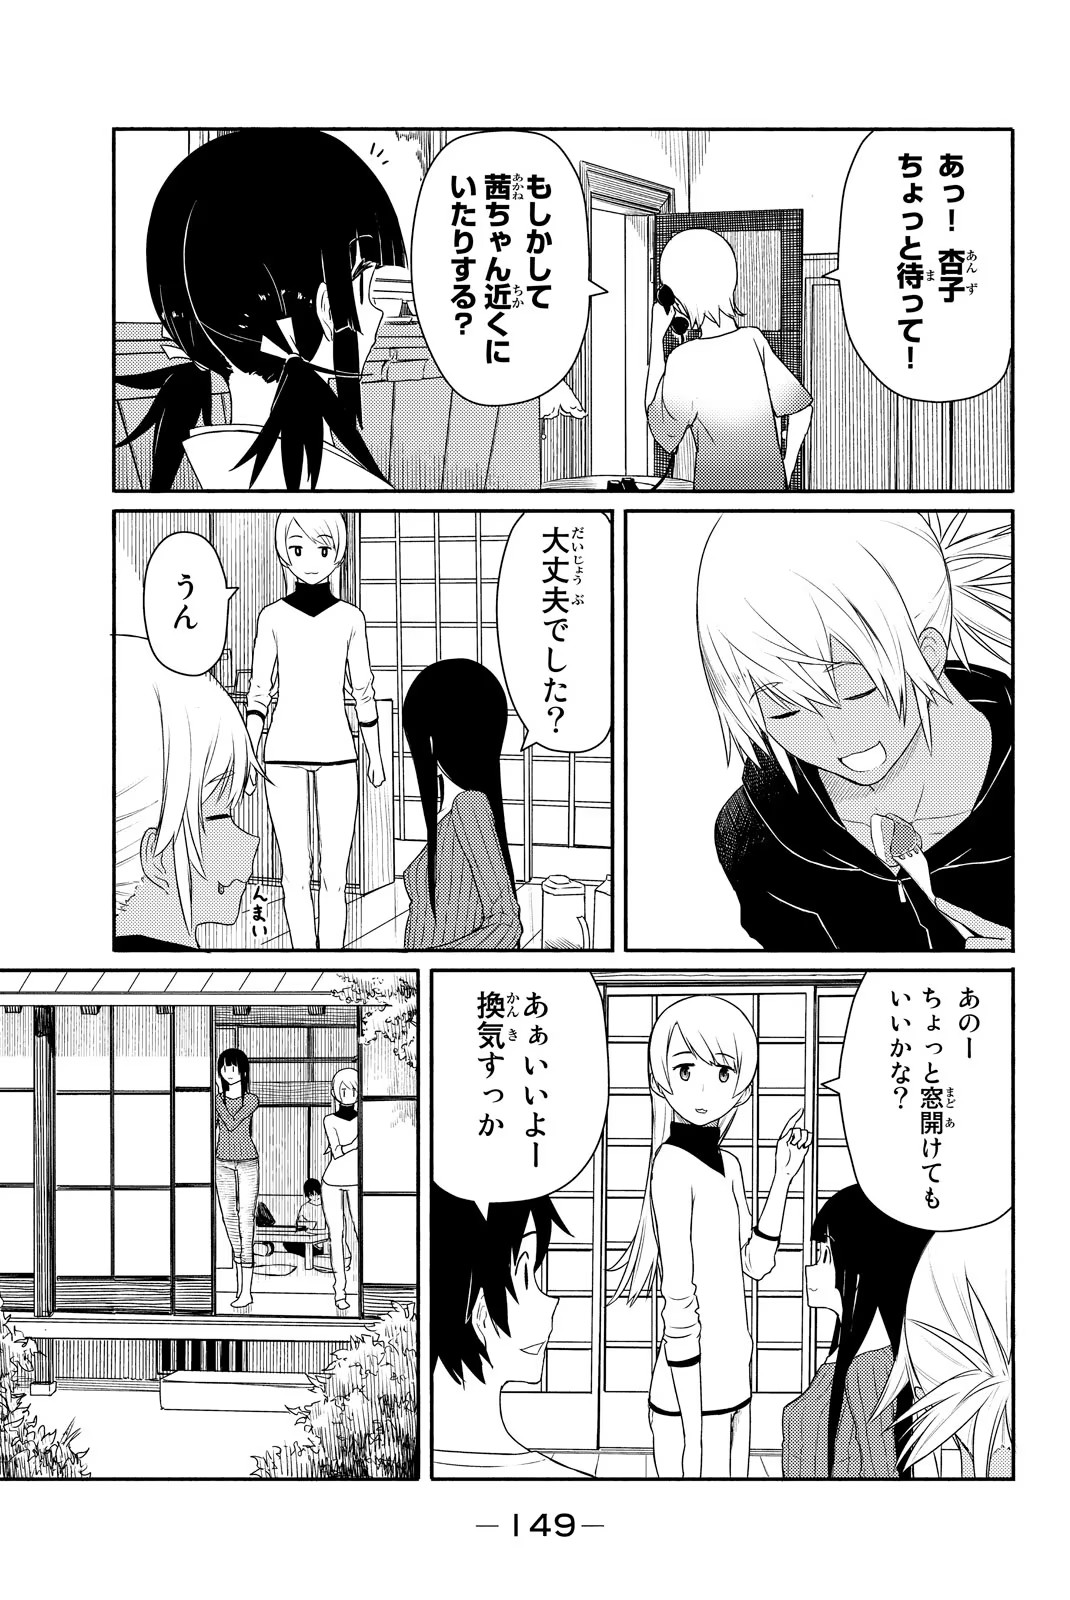 あっ！杏子
ちょっと待って！
もしかして
茜ちゃん近くに
いたりする？
大丈夫でした？
うん
んまい
あのー
ちょっと窓開けても
いいかな？
あぁいいよー
換気すっか
―149―